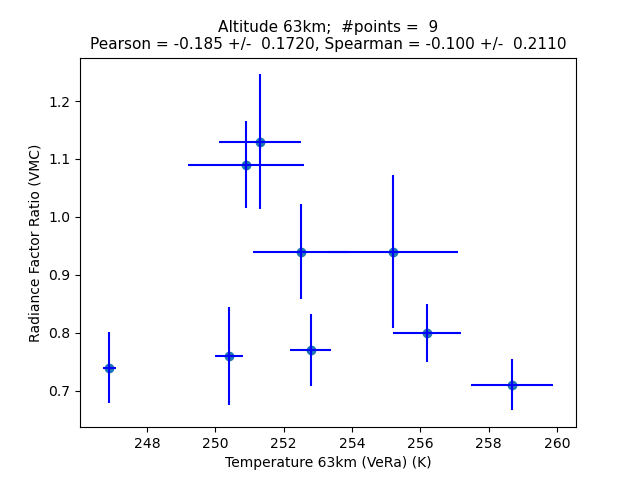 Altitude 63km;  #points =  9
Pearson = -0.185 +/-  0.1720, Spearman = -0.100 +/-  0.2110
1.2
1.1
1.0
0.9
0.8
0.7
Radiance Factor Ratio (VMC)
248 250 252 254 256 258 260
Temperature 63km (VeRa) (K)